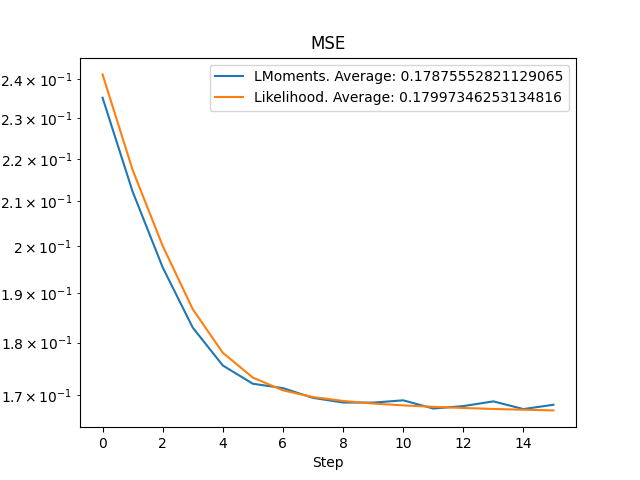 MSE
LMoments. Average: 0.17875552821129065
Likelihood. Average: 0.17997346253134816
2.4 × 10⁻¹
2.3 × 10⁻¹
2.2 × 10⁻¹
2.1 × 10⁻¹
2 × 10⁻¹
1.9 × 10⁻¹
1.8 × 10⁻¹
1.7 × 10⁻¹
0 2 4 6 8 10 12 14
Step